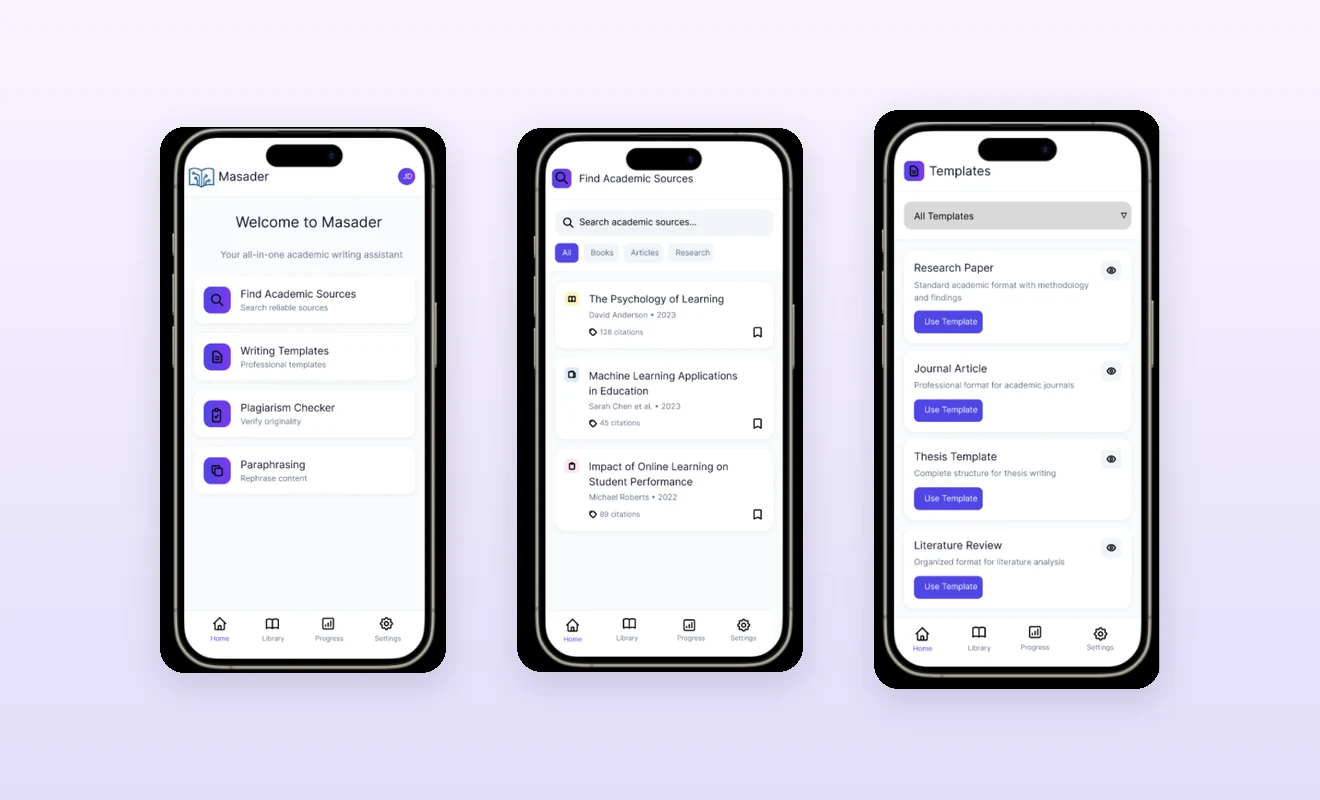 Masader
JD
Welcome to Masader
Your all-in-one academic writing assistant
Find Academic Sources
Search reliable sources
Writing Templates
Professional templates
Plagiarism Checker
Verify originality
Paraphrasing
Rephrase content
Home Library Progress Settings
Find Academic Sources
Search academic sources...
All Books Articles Research
The Psychology of Learning
David Anderson • 2023
128 citations
Machine Learning Applications
in Education
Sarah Chen et al. • 2023
45 citations
Impact of Online Learning on
Student Performance
Michael Roberts • 2022
89 citations
Home Library Progress Settings
Templates
All Templates
Research Paper
Standard academic format with methodology
and findings
Use Template
Journal Article
Professional format for academic journals
Use Template
Thesis Template
Complete structure for thesis writing
Use Template
Literature Review
Organized format for literature analysis
Use Template
Home Library Progress Settings